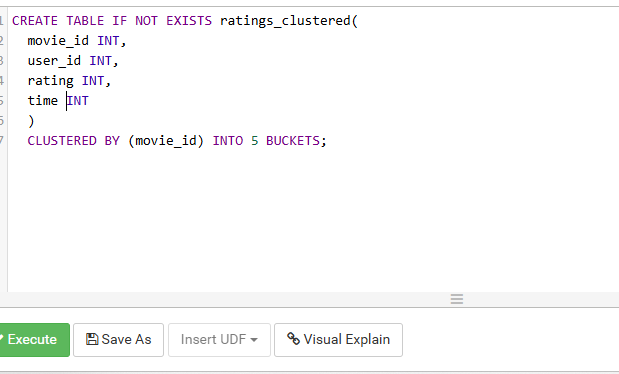 1 CREATE TABLE IF NOT EXISTS ratings_clustered(
2 movie_id INT,
3 user_id INT,
4 rating INT,
5 time INT
6 )
7 CLUSTERED BY (movie_id) INTO 5 BUCKETS;
Execute Save As Insert UDF Visual Explain